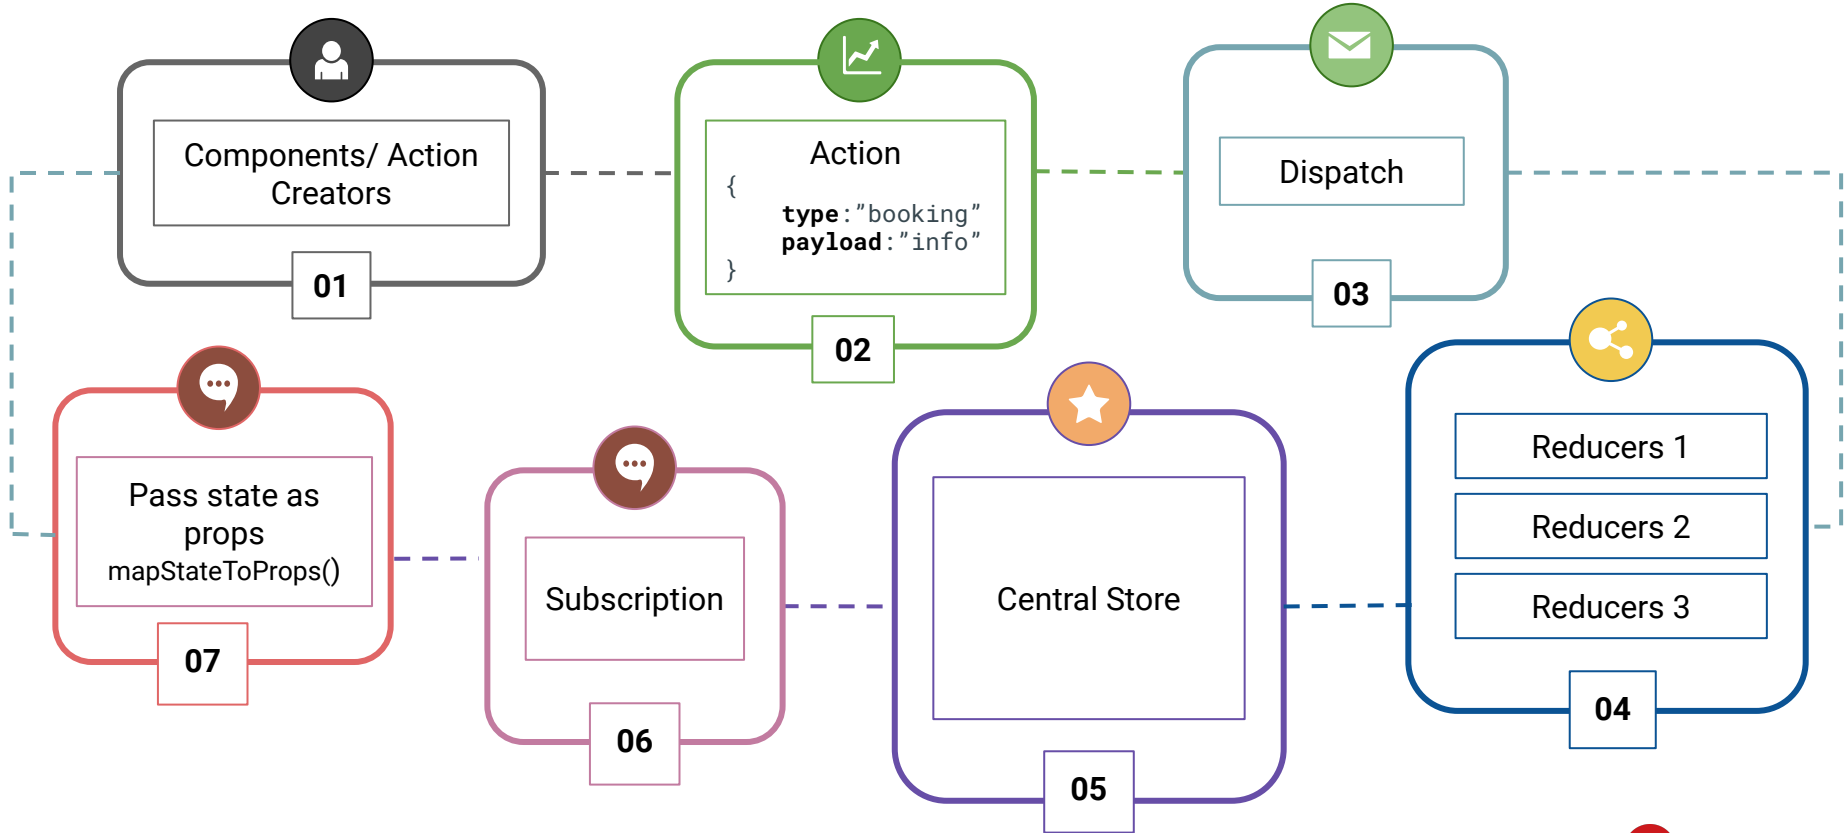 Components/ Action
Creators
01
Action
{
type:”booking”
payload:”info”
}
02
Dispatch
03
Reducers 1
Reducers 2
Reducers 3
04
Central Store
05
Subscription
06
Pass state as
props
mapStateToProps()
07